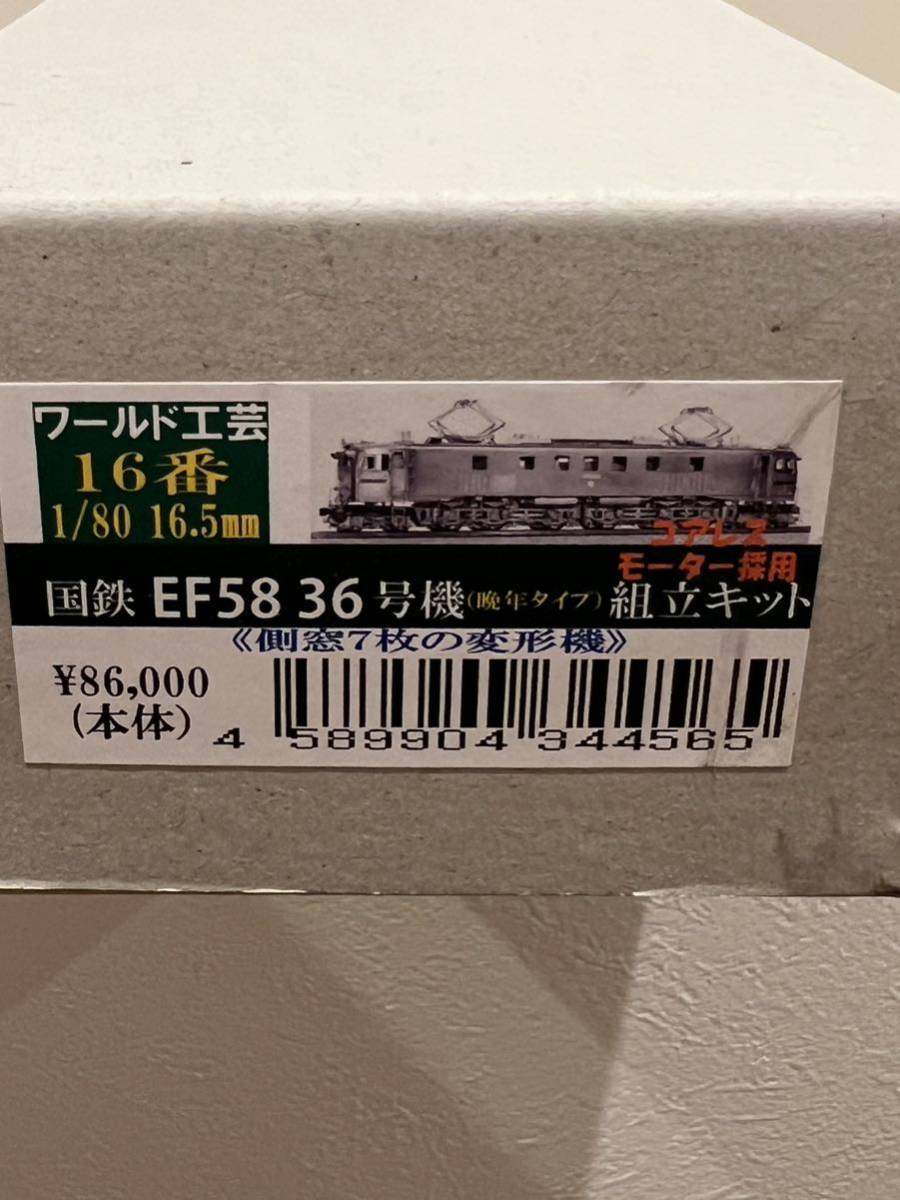 ワールド工芸
16番
1/80 16.5mm
コアレス
モーター採用
国鉄 EF58 36号機(晩年タイプ)組立キット
《側窓7枚の変形機》
¥86,000
(本体)
4 589904 344565